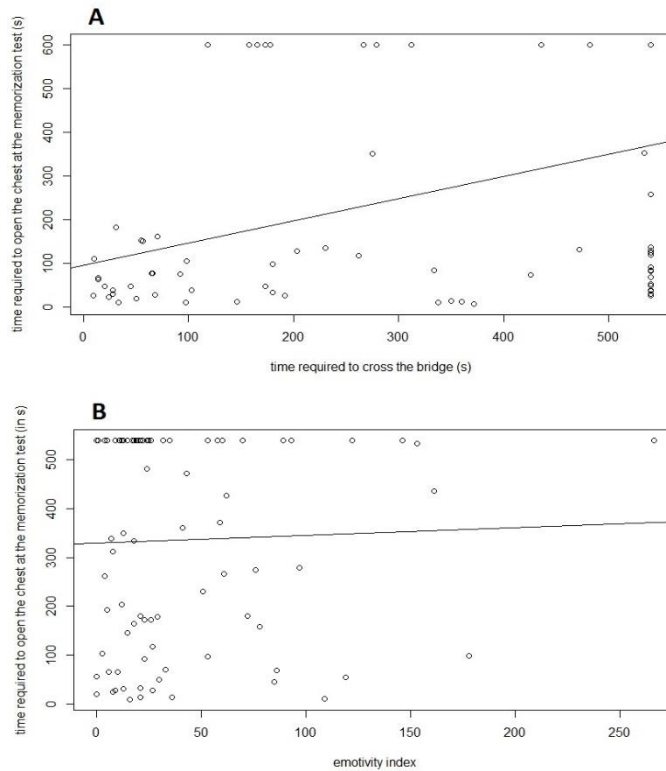 A
time required to open the chest at the memorization test (s)
600
500
400
300
200
100
0
0 100 200 300 400 500
time required to cross the bridge (s)
B
time required to open the chest at the memorization test (in s)
500
400
300
200
100
0
0 50 100 150 200 250
emotivity index